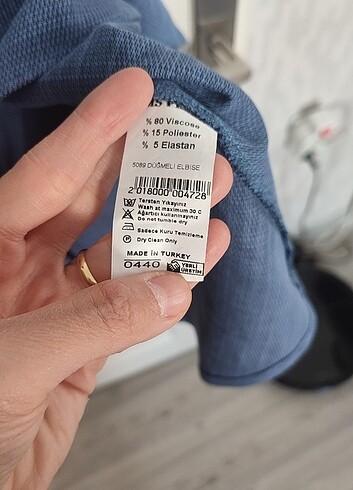 % 80 Viscose
% 15 Poliester
% 5 Elastan
5089 DÜĞMELİ ELBİSE
2 018000 004728
Tersten Yıkayınız
Wash at maximum 30 C
Ağartıcı kullanmayınız
Do not tumble dry
Sadece Kuru Temizleme
Dry Clean Only
MADE IN TURKEY
0440 YERLİ
ÜRETİM